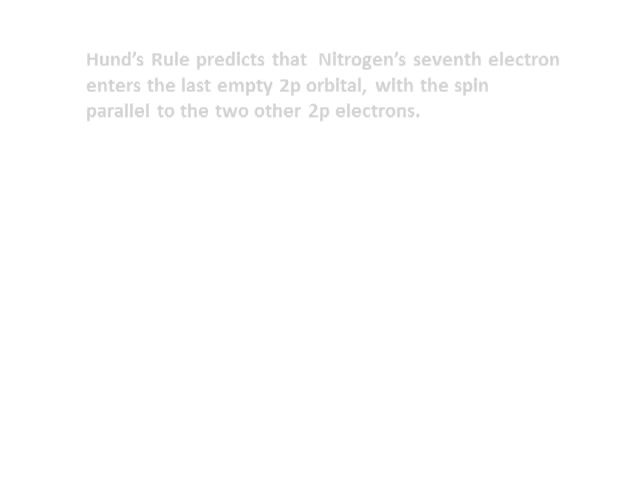 Hund’s Rule predicts that Nitrogen’s seventh electron
enters the last empty 2p orbital, with the spin
parallel to the two other 2p electrons.